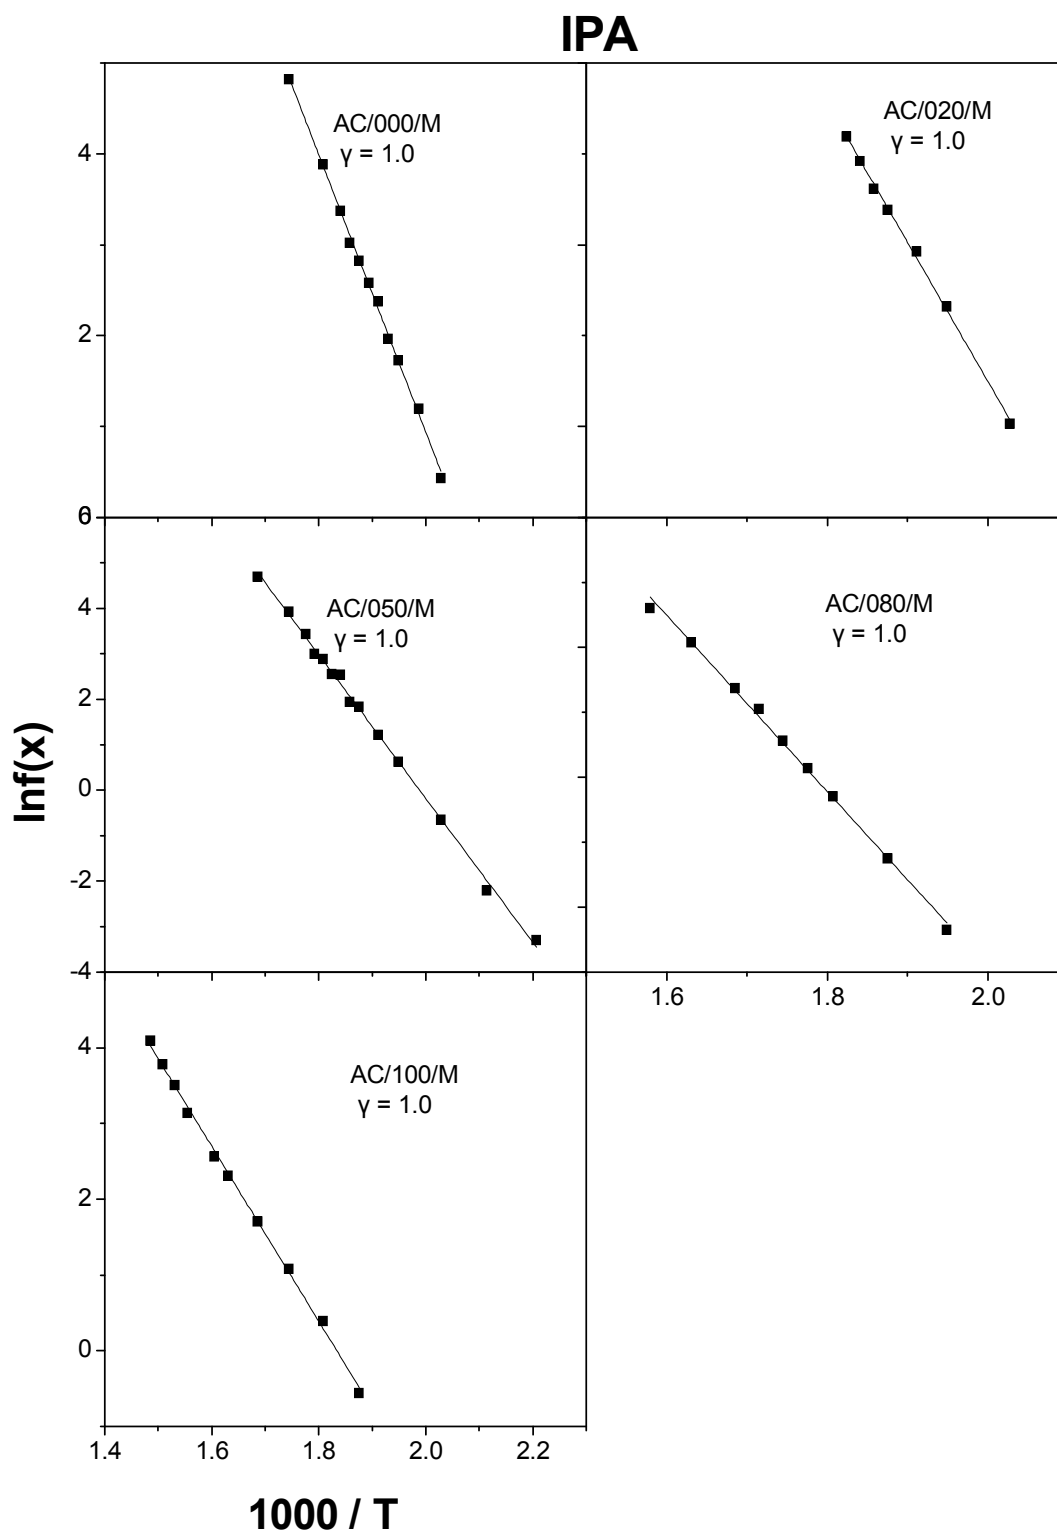 IPA
AC/000/M
γ = 1.0
AC/020/M
γ = 1.0
4
2
0
6
AC/050/M
γ = 1.0
AC/080/M
γ = 1.0
4
2
0
-2
-4
lnf(x)
1.6 1.8 2.0
AC/100/M
γ = 1.0
4
2
0
1.4 1.6 1.8 2.0 2.2
1000 / T